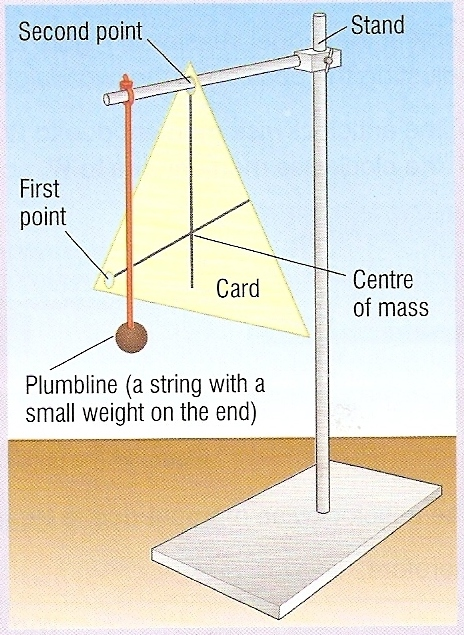 Second point
Stand
First
point
Card
Centre
of mass
Plumbline (a string with a
small weight on the end)